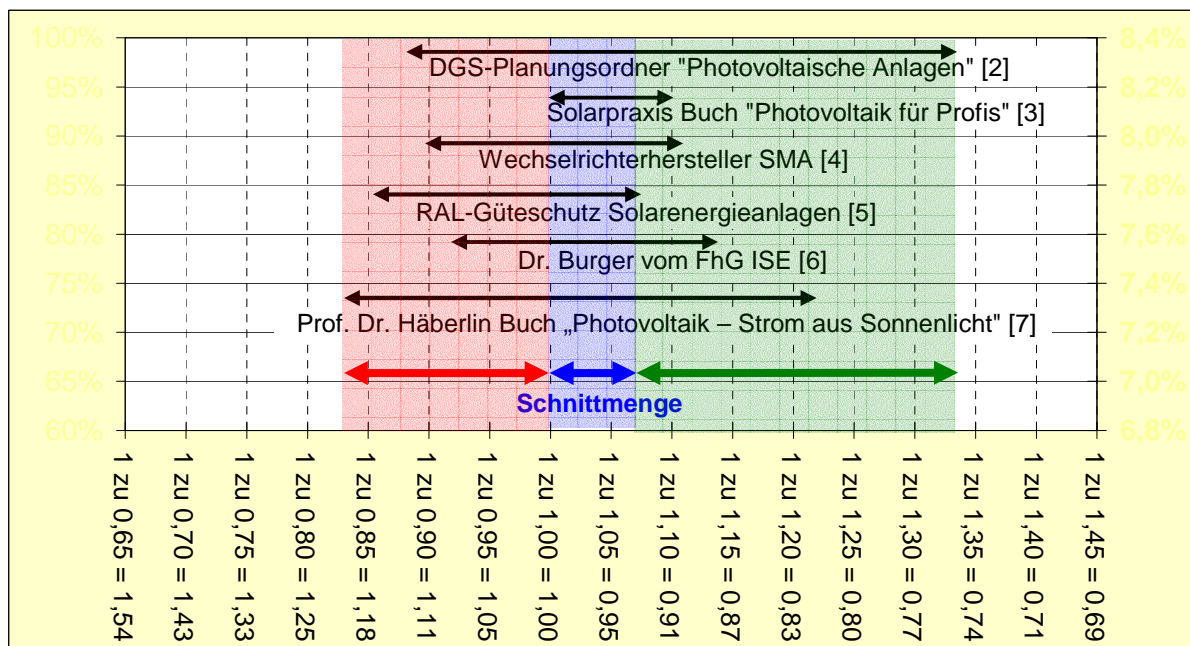 100%
8,4%
DGS-Planungsordner "Photovoltaische Anlagen" [2]
95%
8,2%
Solarpraxis Buch "Photovoltaik für Profis" [3]
90%
8,0%
Wechselrichterhersteller SMA [4]
85%
7,8%
RAL-Güteschutz Solarenergieanlagen [5]
80%
7,6%
Dr. Burger vom FhG ISE [6]
75%
7,4%
Prof. Dr. Häberlin Buch „Photovoltaik – Strom aus Sonnenlicht" [7]
70%
7,2%
65%
7,0%
Schnittmenge
60%
6,8%
1 zu 0,65 = 1,54
1 zu 0,70 = 1,43
1 zu 0,75 = 1,33
1 zu 0,80 = 1,25
1 zu 0,85 = 1,18
1 zu 0,90 = 1,11
1 zu 0,95 = 1,05
1 zu 1,00 = 1,00
1 zu 1,05 = 0,95
1 zu 1,10 = 0,91
1 zu 1,15 = 0,87
1 zu 1,20 = 0,83
1 zu 1,25 = 0,80
1 zu 1,30 = 0,77
1 zu 1,35 = 0,74
1 zu 1,40 = 0,71
1 zu 1,45 = 0,69